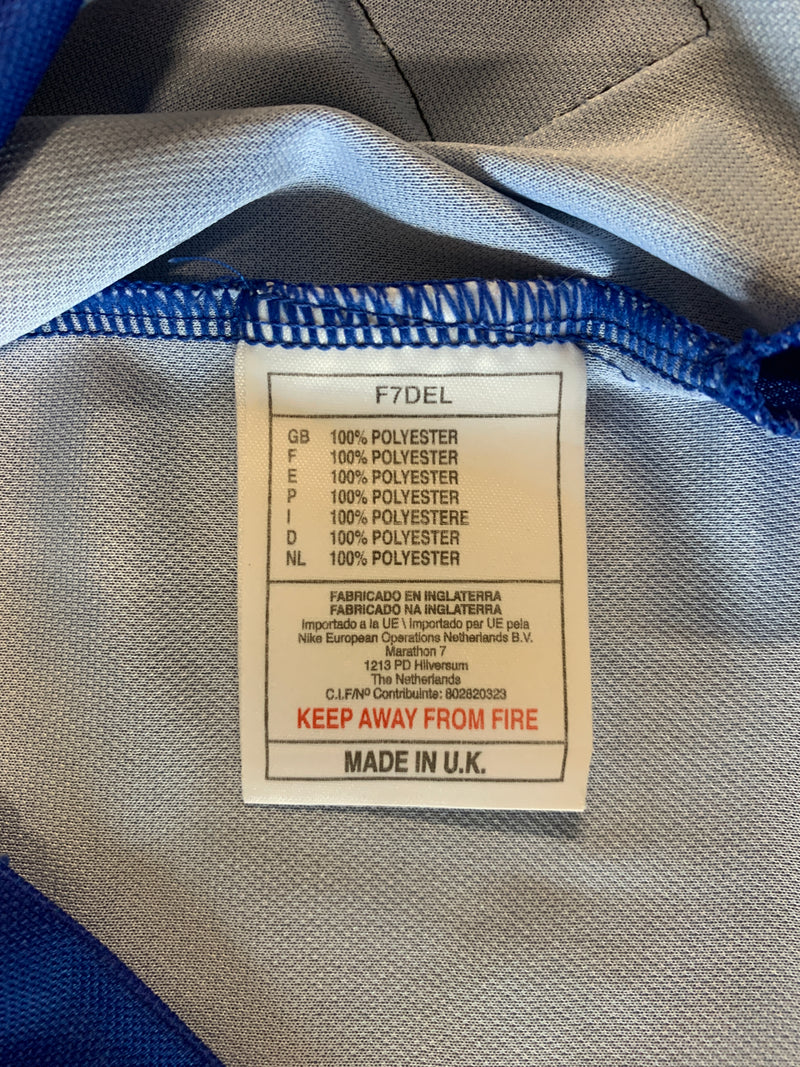 F7DEL
GB 100% POLYESTER
F 100% POLYESTER
E 100% POLYESTER
P 100% POLYESTER
I 100% POLYESTERE
D 100% POLYESTER
NL 100% POLYESTER
FABRICADO EN INGLATERRA
FABRICADO NA INGLATERRA
Importado a la UE \ Importado par UE pela
Nike European Operations Netherlands B.V.
Marathon 7
1213 PD Hilversum
The Netherlands
C.I.F/Nº Contribuinte: 802820323
KEEP AWAY FROM FIRE
MADE IN U.K.